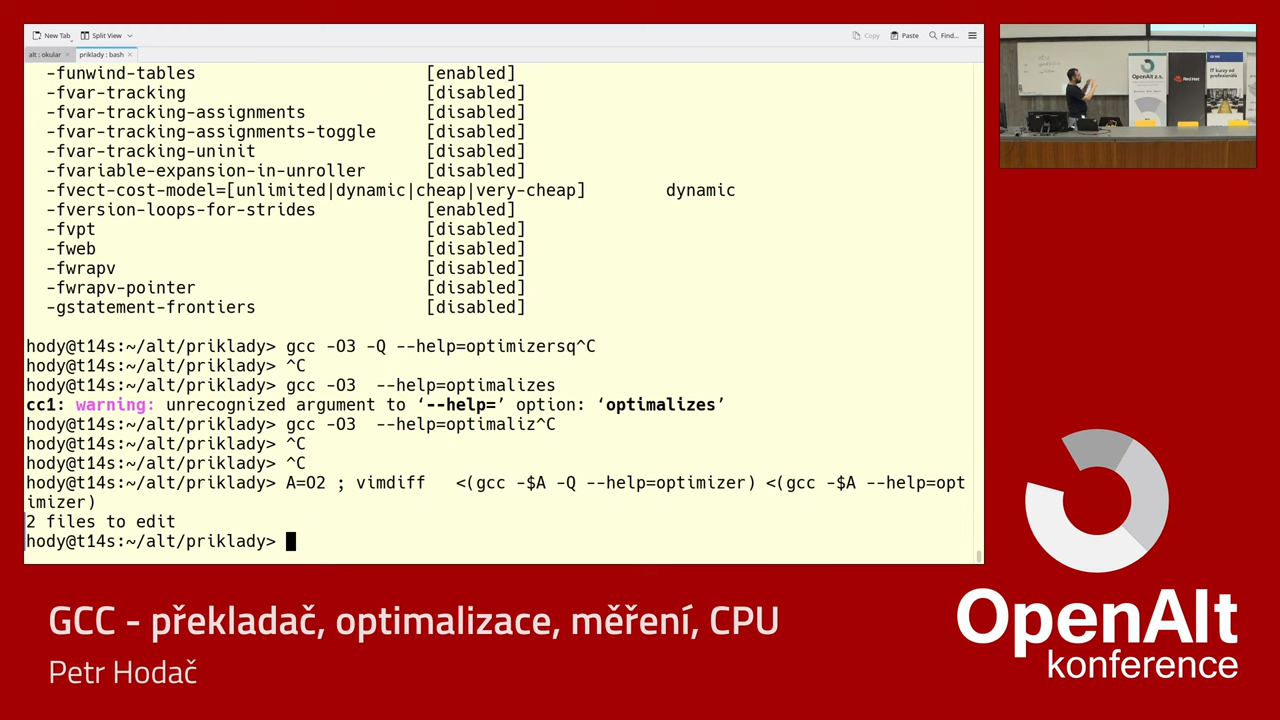 New Tab
Split View
Copy
Paste
Find...
alt : okular
priklady : bash
-funwind-tables [enabled]
-fvar-tracking [disabled]
-fvar-tracking-assignments [disabled]
-fvar-tracking-assignments-toggle [disabled]
-fvar-tracking-uninit [disabled]
-fvariable-expansion-in-unroller [disabled]
-fvect-cost-model=[unlimited|dynamic|cheap|very-cheap] dynamic
-fversion-loops-for-strides [enabled]
-fvpt [disabled]
-fweb [disabled]
-fwrapv [disabled]
-fwrapv-pointer [disabled]
-gstatement-frontiers [disabled]
hody@t14s:~/alt/priklady> gcc -O3 -Q --help=optimizersq^C
hody@t14s:~/alt/priklady> ^C
hody@t14s:~/alt/priklady> gcc -O3  --help=optimalizes
cc1: warning: unrecognized argument to ‘--help=’ option: ‘optimalizes’
hody@t14s:~/alt/priklady> gcc -O3  --help=optimaliz^C
hody@t14s:~/alt/priklady> ^C
hody@t14s:~/alt/priklady> ^C
hody@t14s:~/alt/priklady> A=O2 ; vimdiff   <(gcc -$A -Q --help=optimizer) <(gcc -$A --help=opt
imizer)
2 files to edit
hody@t14s:~/alt/priklady>
OpenAlt z.s.
Red Hat
IT kurzy od
profesionálů
GCC - překladač, optimalizace, měření, CPU
Petr Hodač
OpenAlt
konference